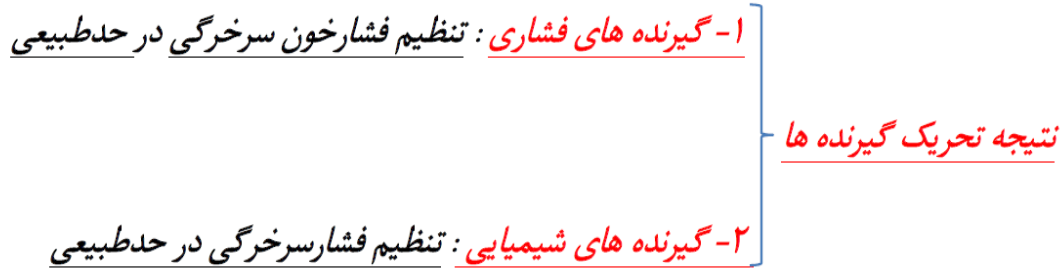 نتیجه تحریک گیرنده ها
۱- گیرنده های فشاری : تنظیم فشارخون سرخرگی در حدطبیعی
۲- گیرنده های شیمیایی : تنظیم فشارسرخرگی در حدطبیعی